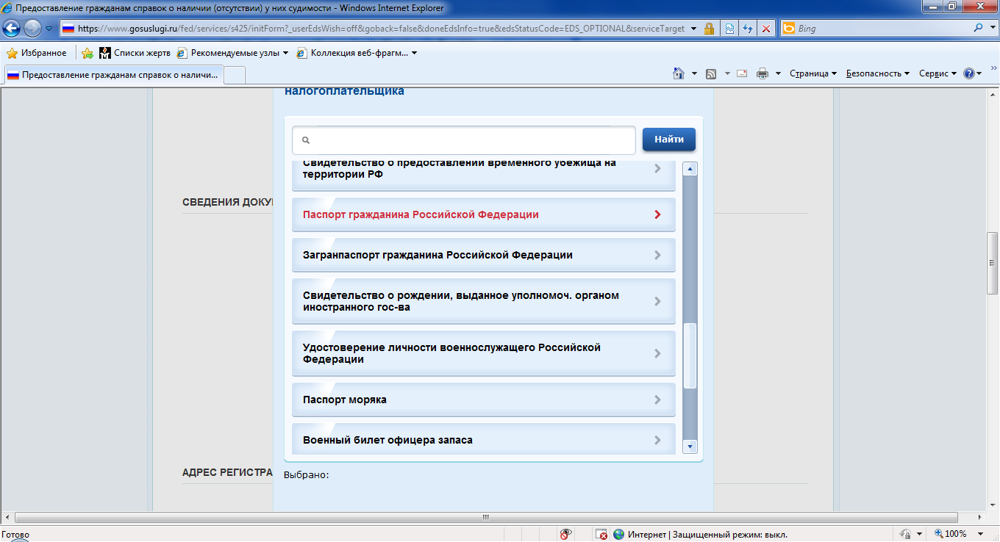 Предоставление гражданам справок о наличии (отсутствии) у них судимости - Windows Internet Explorer
https://www.gosuslugi.ru/fed/services/s425/initForm?_userEdsWish=off&goback=false&doneEdsInfo=true&edsStatusCode=EDS_OPTIONAL&serviceTarget
Bing
Избранное
Списки жертв
Рекомендуемые узлы
Коллекция веб-фрагм...
Предоставление гражданам справок о наличи...
Страница
Безопасность
Сервис
налогоплательщика
Найти
Свидетельство о предоставлении временного убежища на
территории РФ
СВЕДЕНИЯ ДОКУ
Паспорт гражданина Российской Федерации
Загранпаспорт гражданина Российской Федерации
Свидетельство о рождении, выданное уполномоч. органом
иностранного гос-ва
Удостоверение личности военнослужащего Российской
Федерации
Паспорт моряка
Военный билет офицера запаса
АДРЕС РЕГИСТРА
Выбрано:
Готово
Интернет | Защищенный режим: выкл.
100%